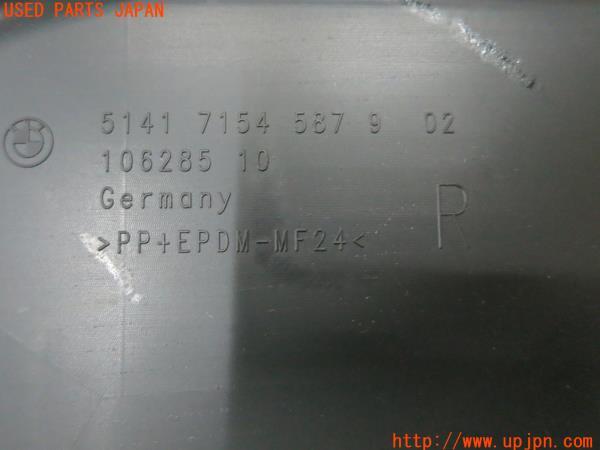 USED PARTS JAPAN
5141 7154 587 9 02
106285 10
Germany
R
>PP+EPDM-MF24<
http://www.upjpn.com/